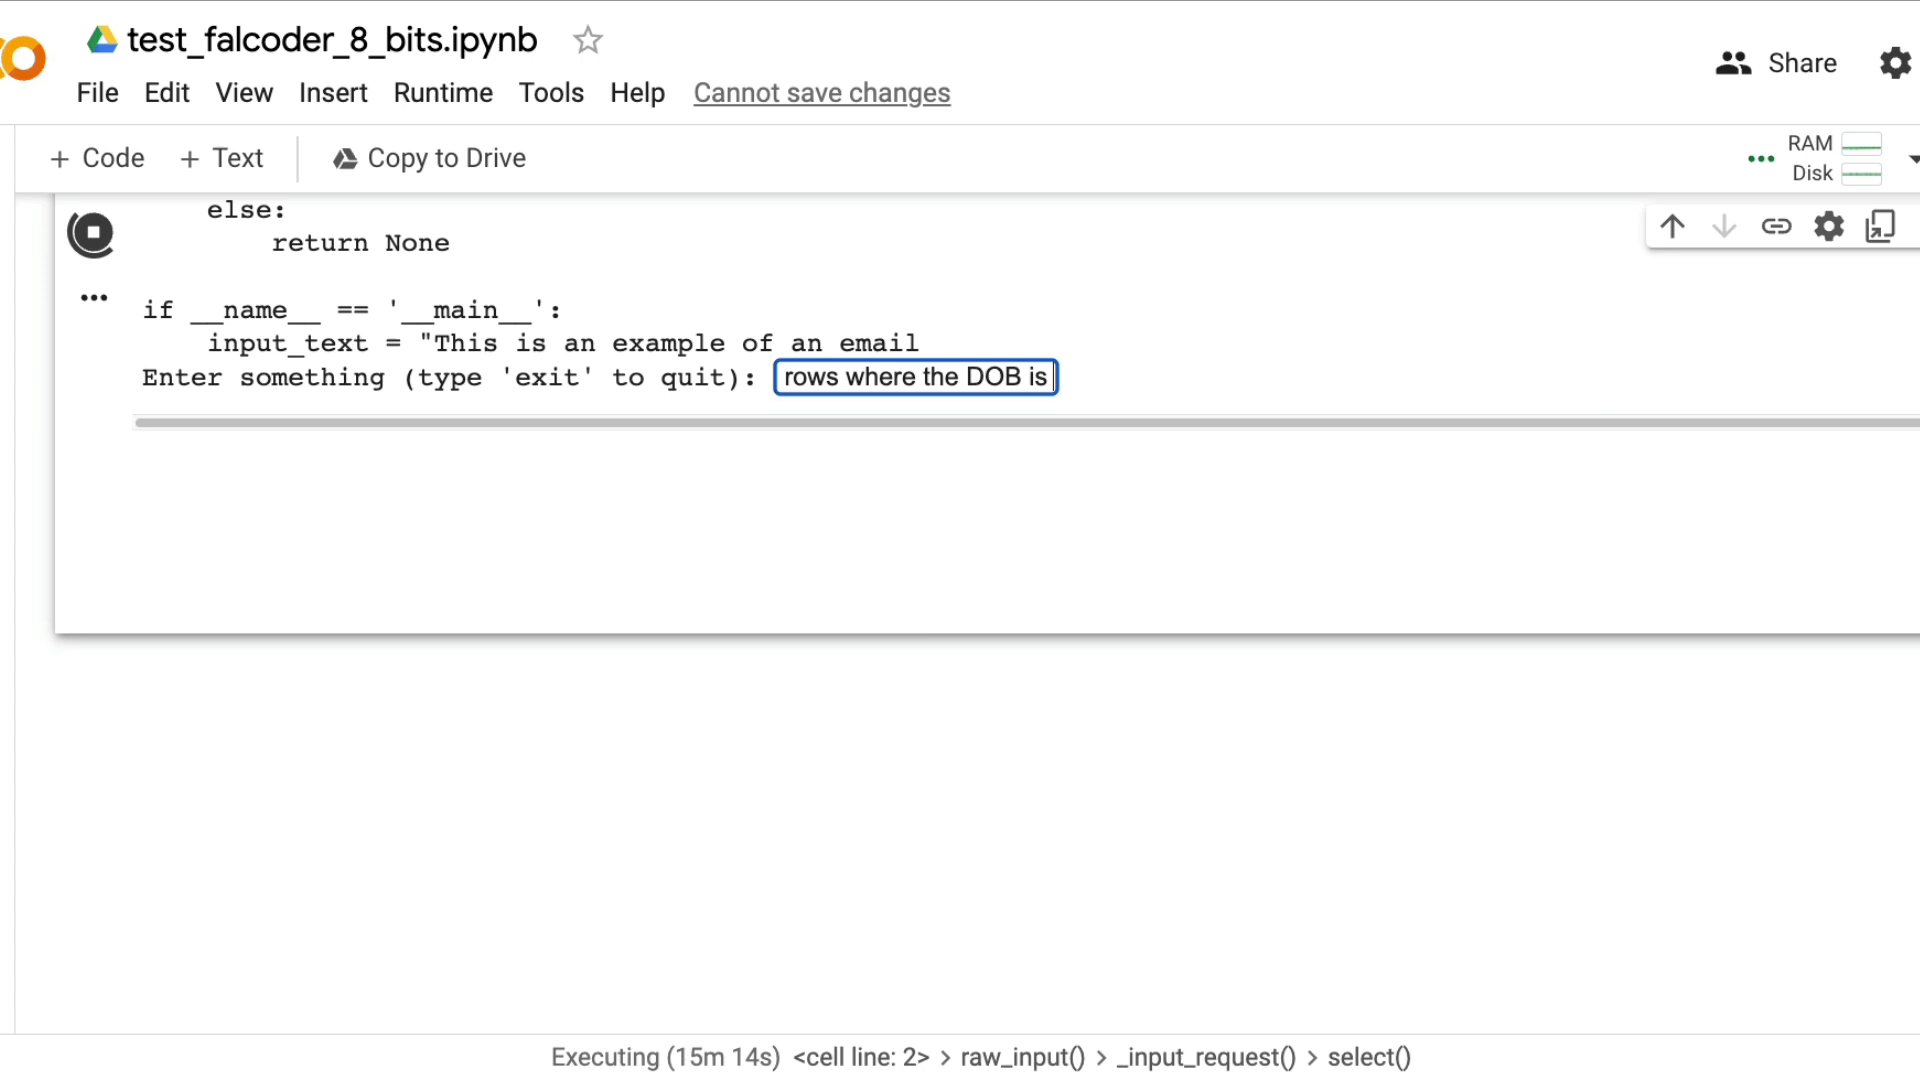 test_falcoder_8_bits.ipynb
File Edit View Insert Runtime Tools Help Cannot save changes
Share
+ Code + Text Copy to Drive
RAM
Disk
else:
return None
if __name__ == '__main__':
input_text = "This is an example of an email
Enter something (type 'exit' to quit): rows where the DOB is
Executing (15m 14s) <cell line: 2> > raw_input() > _input_request() > select()